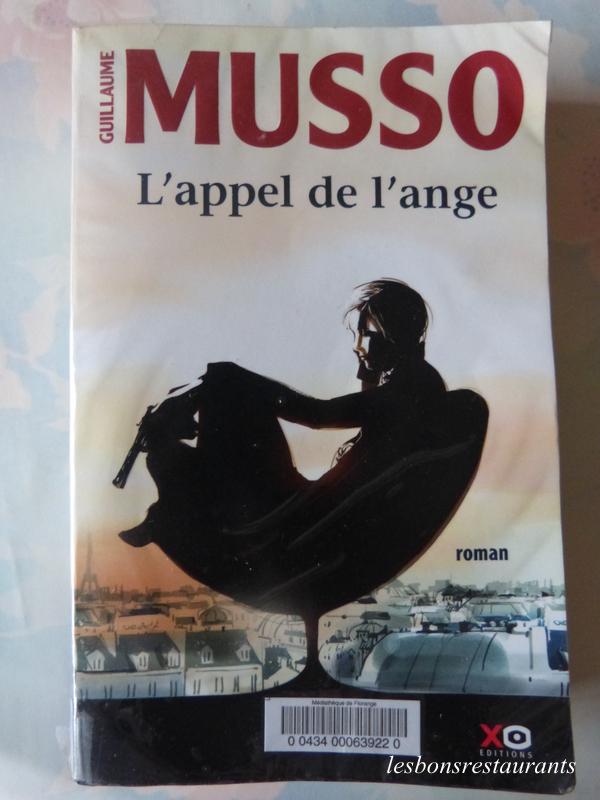 GUILLAUME
MUSSO
L'appel de l'ange
roman
Médiathèque de Florange
0 0434 00063922 0
XO
EDITIONS
lesbonsrestaurants